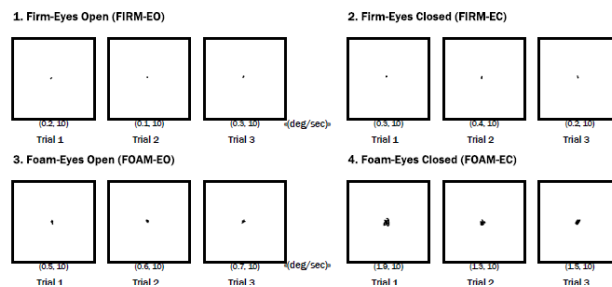 1. Firm-Eyes Open (FIRM-EO)
2. Firm-Eyes Closed (FIRM-EC)
(0.2, 10) (0.1, 10) (0.3, 10) (deg/sec) (0.3, 10) (0.4, 10) (0.2, 10)
Trial 1 Trial 2 Trial 3 Trial 1 Trial 2 Trial 3
3. Foam-Eyes Open (FOAM-EO)
4. Foam-Eyes Closed (FOAM-EC)
(0.5, 10) (0.6, 10) (0.7, 10) (deg/sec) (1.9, 10) (1.3, 10) (1.5, 10)
Trial 1 Trial 2 Trial 3 Trial 1 Trial 2 Trial 3